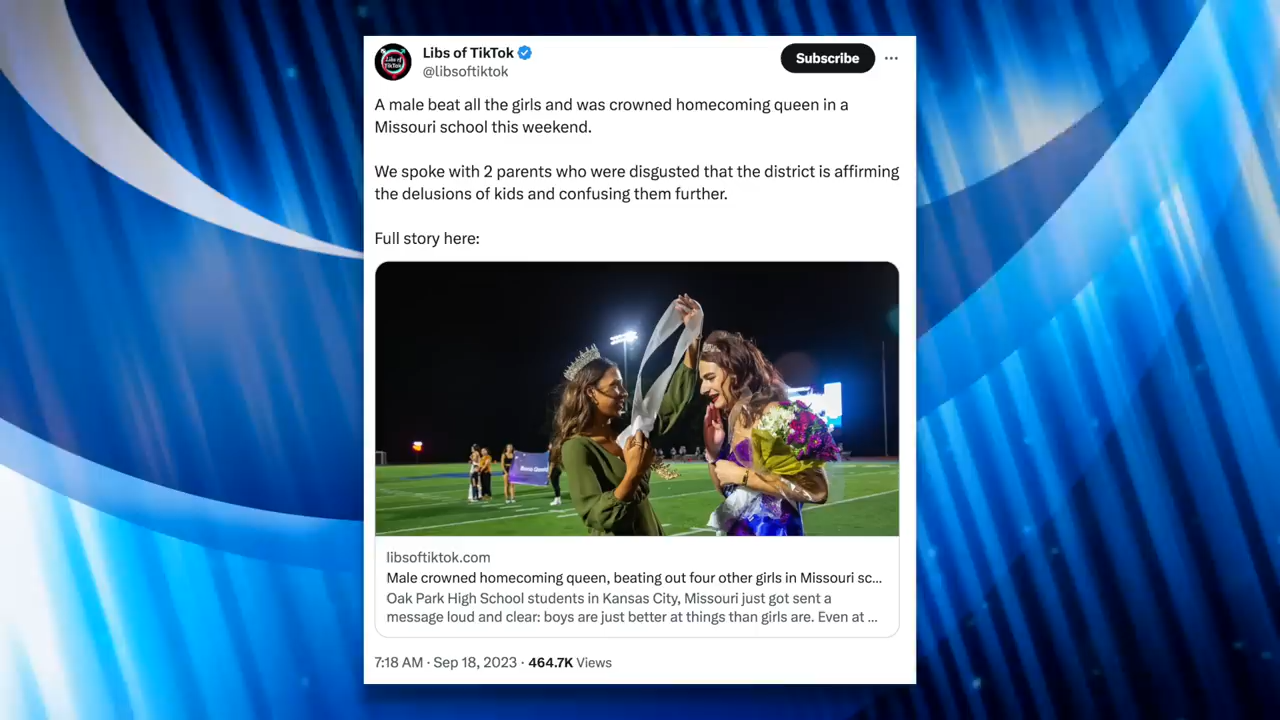 Libs of TikTok
@libsoftiktok
Subscribe
A male beat all the girls and was crowned homecoming queen in a
Missouri school this weekend.
We spoke with 2 parents who were disgusted that the district is affirming
the delusions of kids and confusing them further.
Full story here:
libsoftiktok.com
Male crowned homecoming queen, beating out four other girls in Missouri sc...
Oak Park High School students in Kansas City, Missouri just got sent a
message loud and clear: boys are just better at things than girls are. Even at ...
7:18 AM · Sep 18, 2023 · 464.7K Views